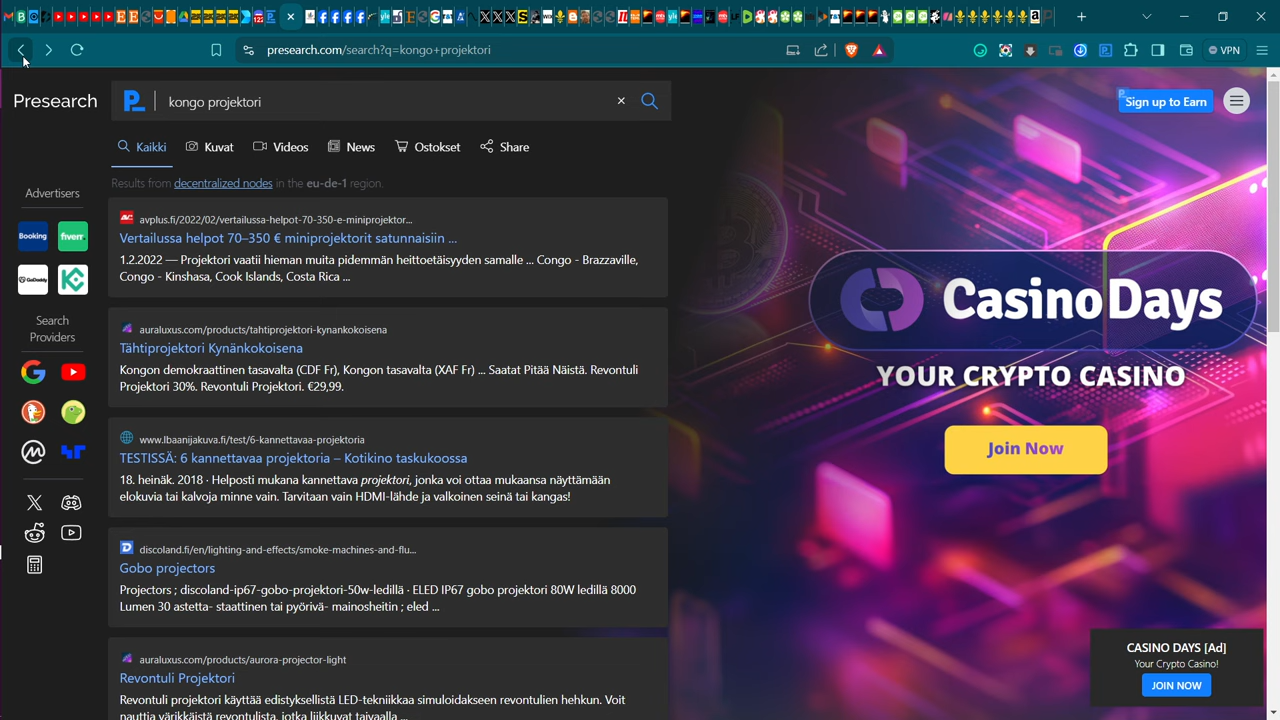 presearch.com/search?q=kongo+projektori
VPN
Presearch
kongo projektori
Sign up to Earn
Kaikki
Kuvat
Videos
News
Ostokset
Share
Results from decentralized nodes in the eu-de-1 region.
Advertisers
Booking
fiverr.
GoDaddy
Search
Providers
avplus.fi/2022/02/vertailussa-helpot-70-350-e-miniprojektor...
Vertailussa helpot 70–350 € miniprojektorit satunnaisiin ...
1.2.2022 — Projektori vaatii hieman muita pidemmän heittoetäisyyden samalle ... Congo - Brazzaville,
Congo - Kinshasa, Cook Islands, Costa Rica ...
auraluxus.com/products/tahtiprojektori-kynankokoisena
Tähtiprojektori Kynänkokoisena
Kongon demokraattinen tasavalta (CDF Fr), Kongon tasavalta (XAF Fr) ... Saatat Pitää Näistä. Revontuli
Projektori 30%. Revontuli Projektori. €29,99.
www.lbaanijakuva.fi/test/6-kannettavaa-projektoria
TESTISSÄ: 6 kannettavaa projektoria – Kotikino taskukoossa
18. heinäk. 2018 · Helposti mukana kannettava projektori, jonka voi ottaa mukaansa näyttämään
elokuvia tai kalvoja minne vain. Tarvitaan vain HDMI-lähde ja valkoinen seinä tai kangas!
discoland.fi/en/lighting-and-effects/smoke-machines-and-flu...
Gobo projectors
Projectors ; discoland-ip67-gobo-projektori-50w-ledillä · ELED IP67 gobo projektori 80W ledillä 8000
Lumen 30 astetta- staattinen tai pyörivä- mainosheitin ; eled ...
auraluxus.com/products/aurora-projector-light
Revontuli Projektori
Revontuli projektori käyttää edistyksellistä LED-tekniikkaa simuloidakseen revontulien hehkun. Voit
nauttia värikkäistä revontulista, jotka liikkuvat taivaalla ...
CasinoDays
YOUR CRYPTO CASINO
Join Now
CASINO DAYS [Ad]
Your Crypto Casino!
JOIN NOW